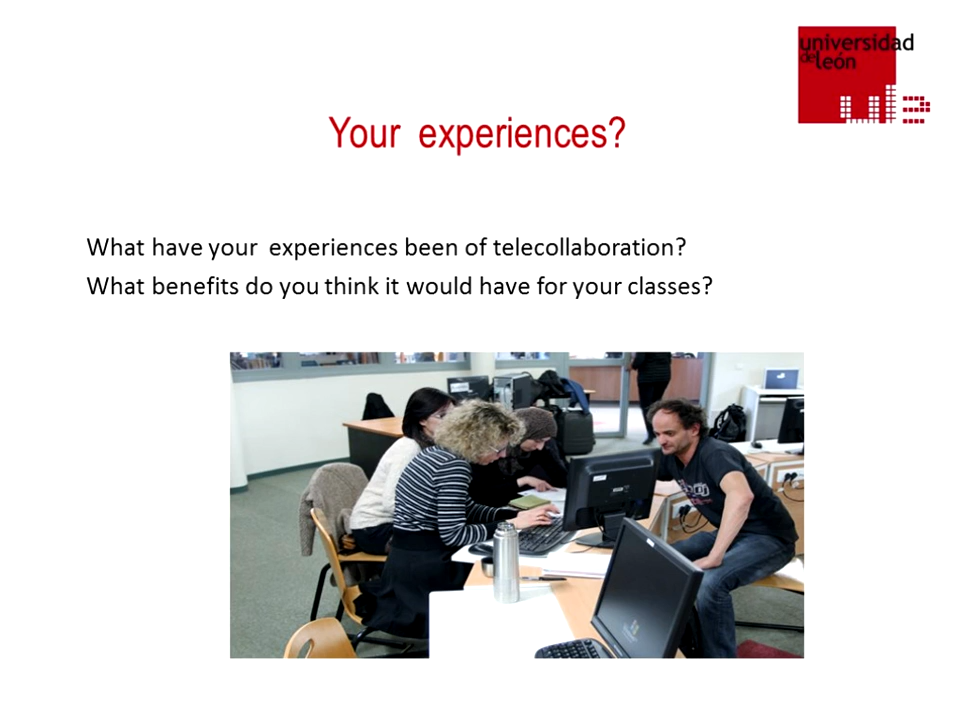 universidad
de león
Your experiences?
What have your experiences been of telecollaboration?
What benefits do you think it would have for your classes?